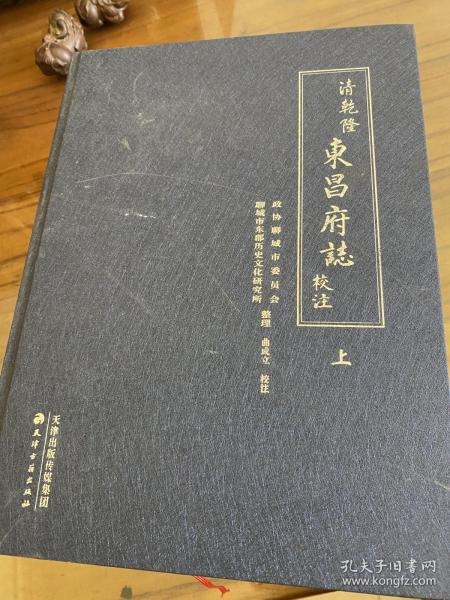 清乾隆
東昌府誌
校注
上
政协聊城市委员会
聊城市东郡历史文化研究所
整理
曲成立 校注
天津出版传媒集团
天津古籍出版社
孔夫子旧书网
www.kongfz.com